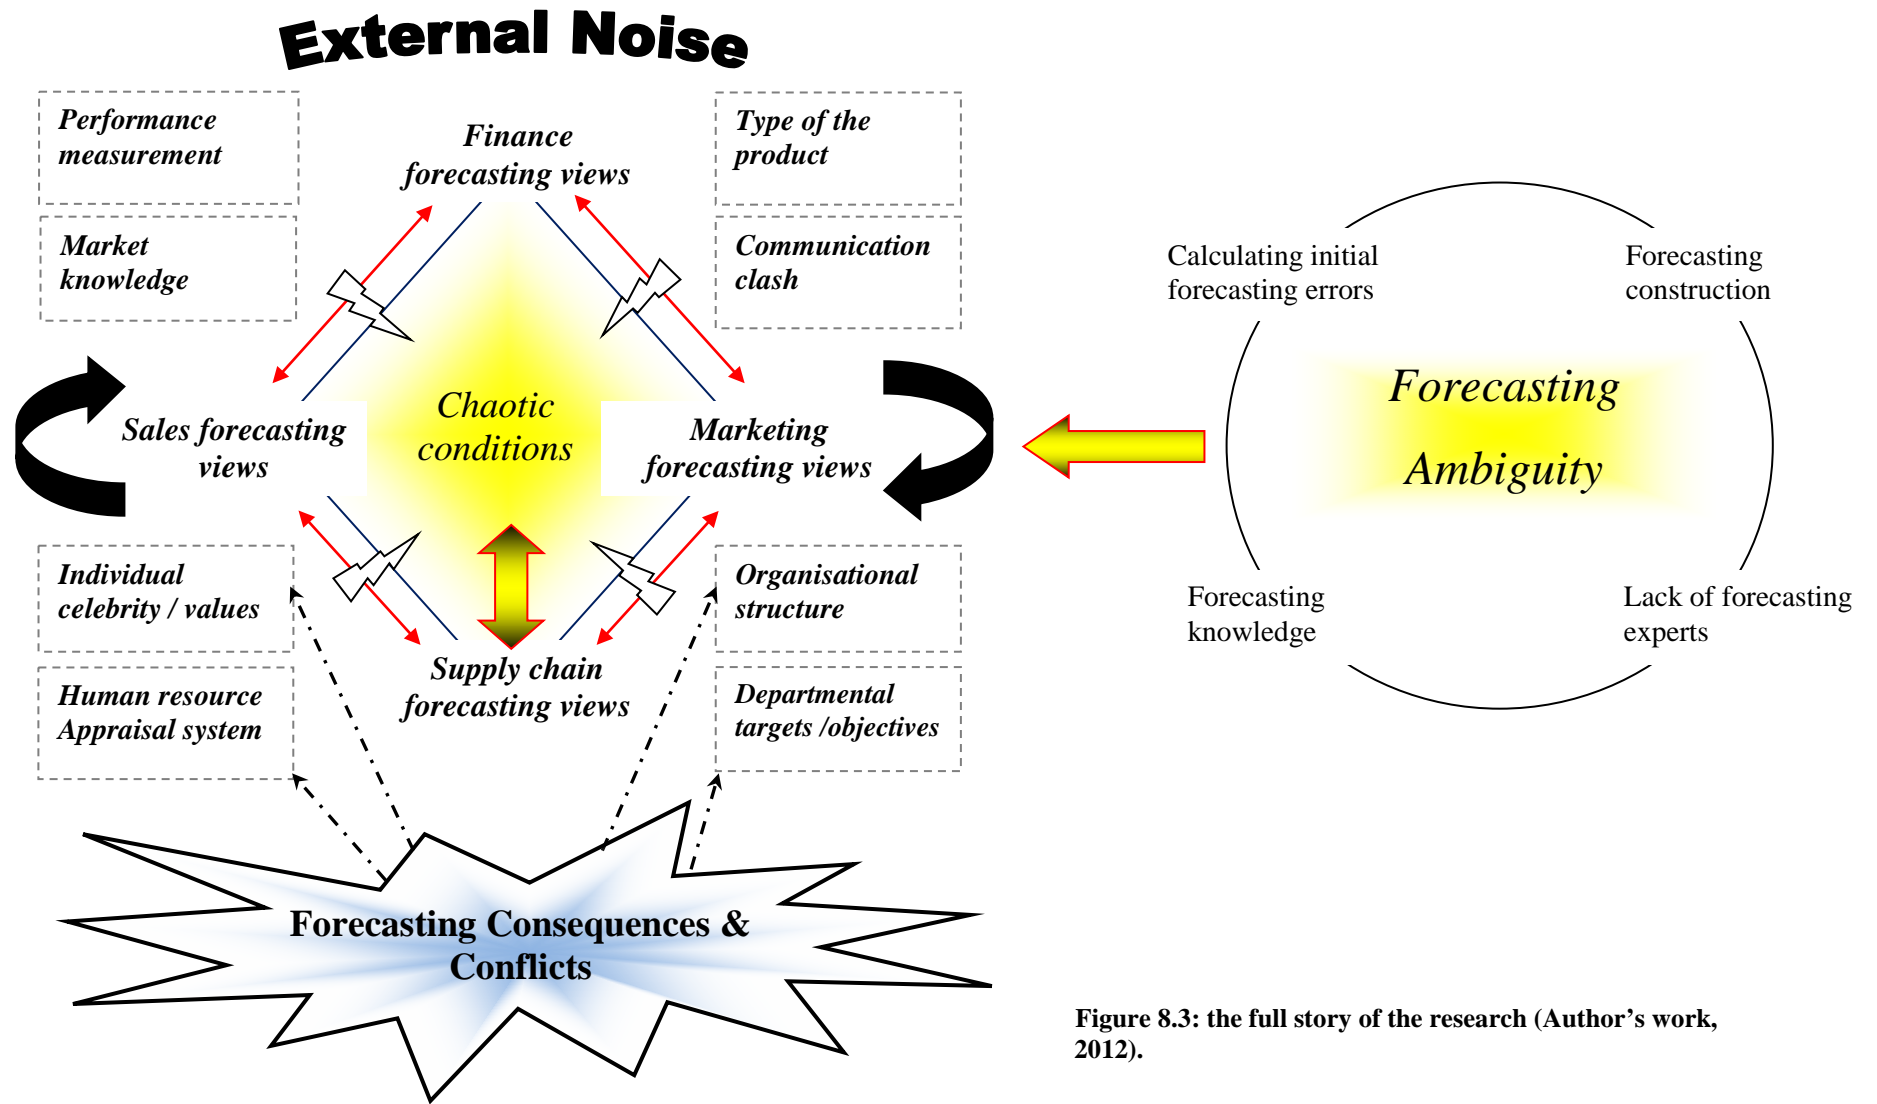 External Noise
Performance
measurement
Market
knowledge
Finance
forecasting views
Type of the
product
Communication
clash
Sales forecasting
views
Chaotic
conditions
Marketing
forecasting views
Individual
celebrity / values
Human resource
Appraisal system
Supply chain
forecasting views
Organisational
structure
Departmental
targets /objectives
Forecasting Consequences &
Conflicts
Calculating initial
forecasting errors
Forecasting
construction
Forecasting
Ambiguity
Forecasting
knowledge
Lack of forecasting
experts
Figure 8.3: the full story of the research (Author’s work,
2012).